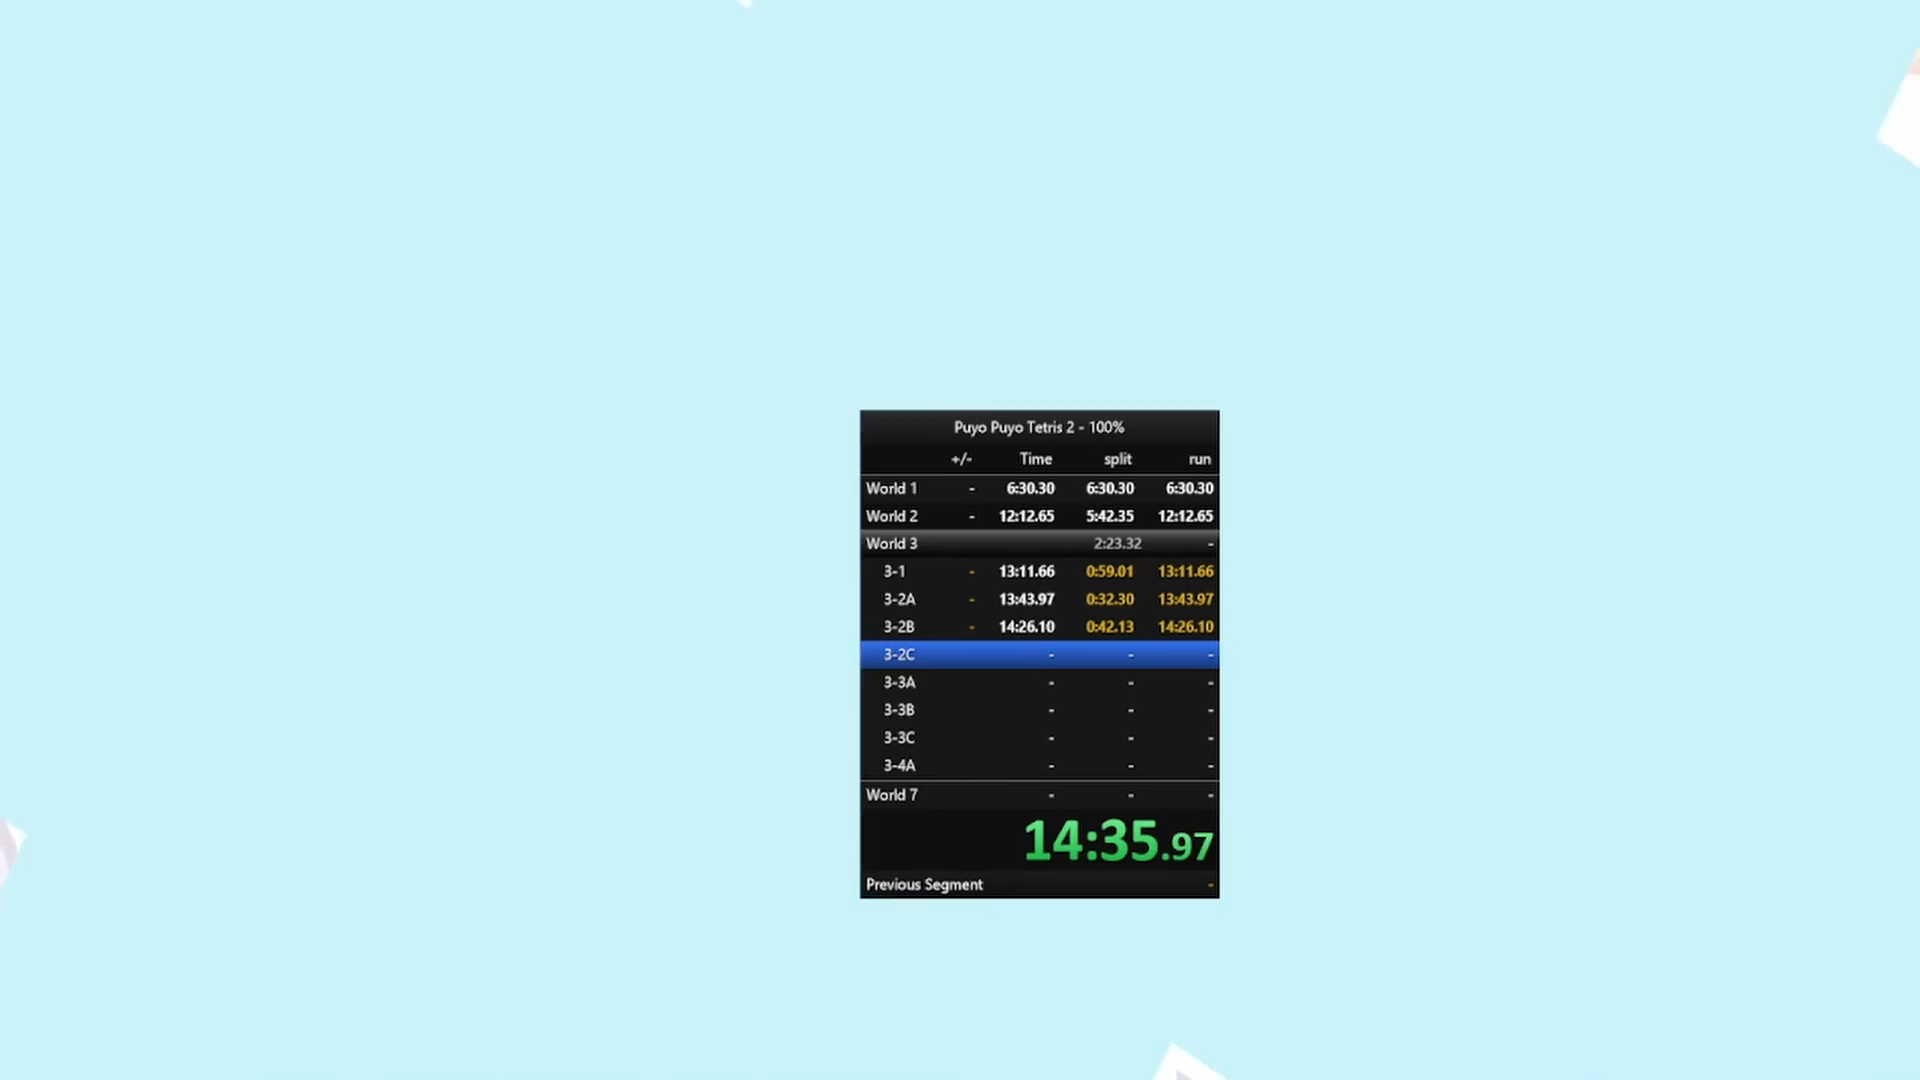 Puyo Puyo Tetris 2 - 100%
+/- Time split run
World 1 - 6:30.30 6:30.30 6:30.30
World 2 - 12:12.65 5:42.35 12:12.65
World 3 2:23.32 -
3-1 - 13:11.66 0:59.01 13:11.66
3-2A - 13:43.97 0:32.30 13:43.97
3-2B - 14:26.10 0:42.13 14:26.10
3-2C - - -
3-3A - - -
3-3B - - -
3-3C - - -
3-4A - - -
World 7 - - -
14:35.97
Previous Segment -